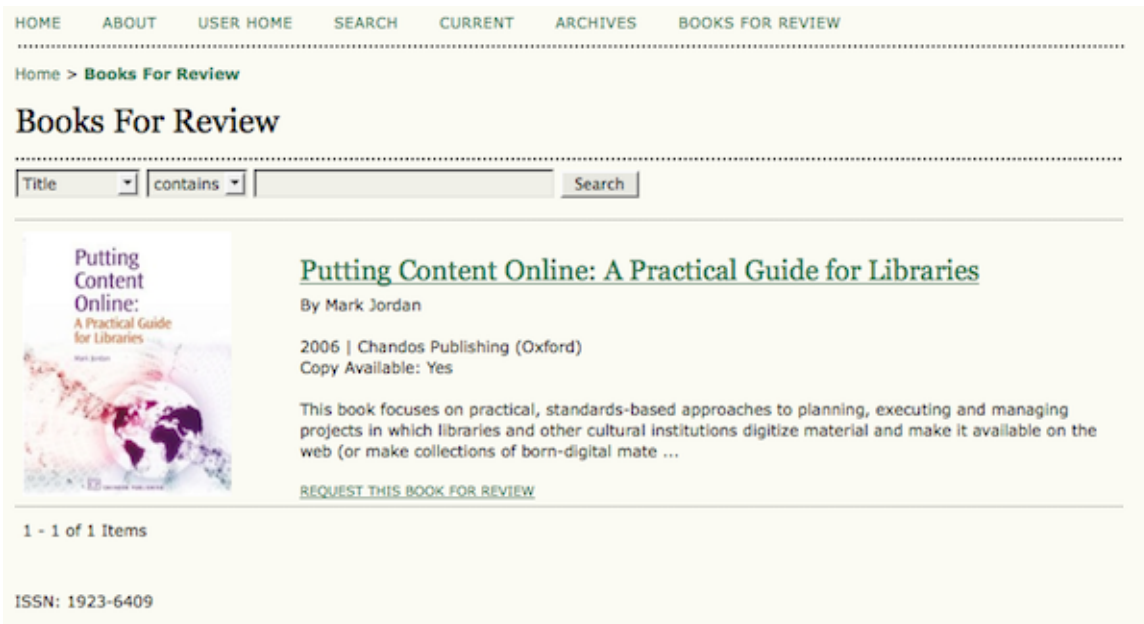 HOME ABOUT USER HOME SEARCH CURRENT ARCHIVES BOOKS FOR REVIEW
Home > Books For Review
Books For Review
Title contains Search
Putting
Content
Online:
A Practical Guide
for Libraries
Mark Jordan
Putting Content Online: A Practical Guide for Libraries
By Mark Jordan
2006 | Chandos Publishing (Oxford)
Copy Available: Yes
This book focuses on practical, standards-based approaches to planning, executing and managing
projects in which libraries and other cultural institutions digitize material and make it available on the
web (or make collections of born-digital mate ...
REQUEST THIS BOOK FOR REVIEW
1 - 1 of 1 Items
ISSN: 1923-6409